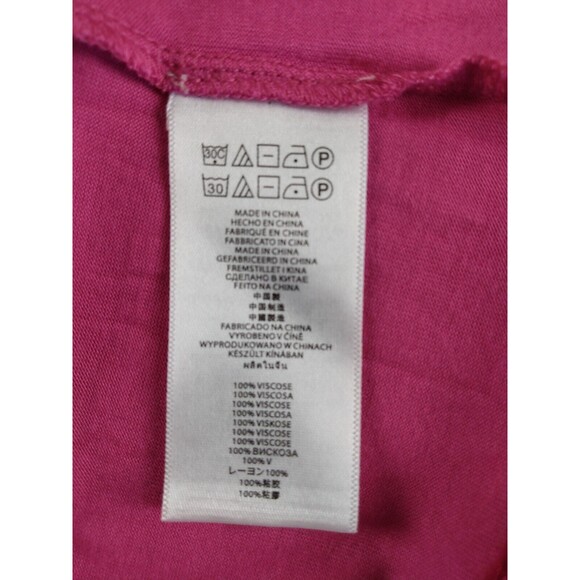 30C P
30 P
MADE IN CHINA
HECHO EN CHINA
FABRIQUÉ EN CHINE
FABBRICATO IN CINA
MADE IN CHINA
GEFABRICEERD IN CHINA
FREMSTILLET I KINA
СДЕЛАНО В КИТАЕ
FEITO NA CHINA
中国製
中国制造
中國製造
FABRICADO NA CHINA
VYROBENO V ČÍNĚ
WYPRODUKOWANO W CHINACH
KÉSZÜLT KÍNÁBAN
ผลิตในจีน
100% VISCOSE
100% VISCOSA
100% VISCOSE
100% VISCOSA
100% VISKOSE
100% VISCOSE
100% VISCOSE
100% ВИСКОЗА
100% V
レーヨン100%
100%粘胶
100%粘膠